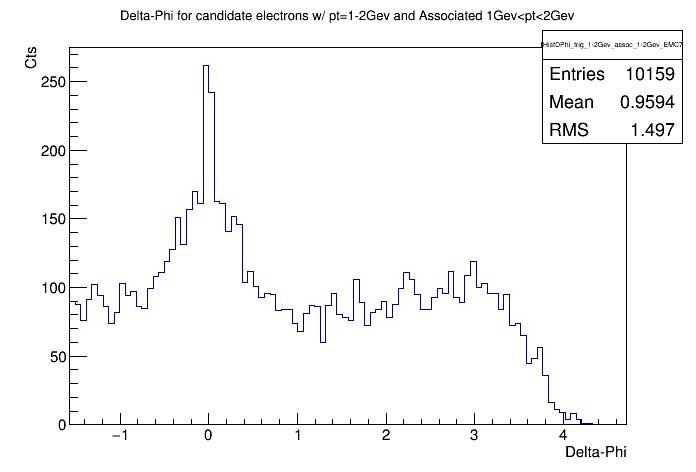 Delta-Phi for candidate electrons w/ pt=1-2Gev and Associated 1Gev<pt<2Gev
HistDPhi_trig_1-2Gev_assoc_1-2Gev_EMC7
Entries 10159
Mean 0.9594
RMS 1.497
Cts
250
200
150
100
50
0
−1 0 1 2 3 4
Delta-Phi